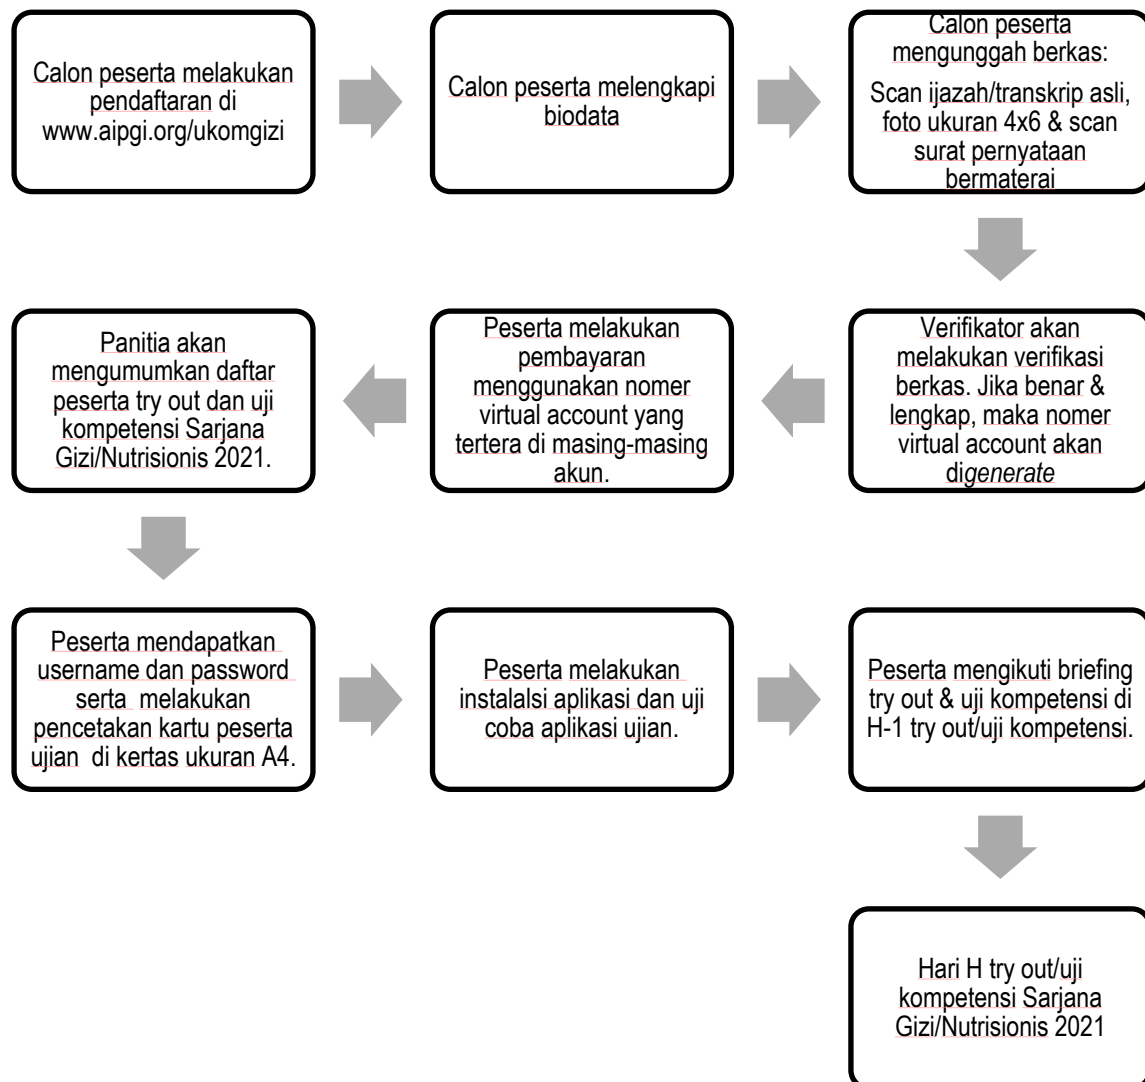 Calon peserta melakukan
pendaftaran di
www.aipgi.org/ukomgizi
Calon peserta melengkapi
biodata
Calon peserta
mengunggah berkas:
Scan ijazah/transkrip asli,
foto ukuran 4x6 & scan
surat pernyataan
bermaterai
Verifikator akan
melakukan verifikasi
berkas. Jika benar &
lengkap, maka nomer
virtual account akan
digenerate
Peserta melakukan
pembayaran
menggunakan nomer
virtual account yang
tertera di masing-masing
akun.
Panitia akan
mengumumkan daftar
peserta try out dan uji
kompetensi Sarjana
Gizi/Nutrisionis 2021.
Peserta mendapatkan
username dan password
serta melakukan
pencetakan kartu peserta
ujian di kertas ukuran A4.
Peserta melakukan
instalalsi aplikasi dan uji
coba aplikasi ujian.
Peserta mengikuti briefing
try out & uji kompetensi di
H-1 try out/uji kompetensi.
Hari H try out/uji
kompetensi Sarjana
Gizi/Nutrisionis 2021